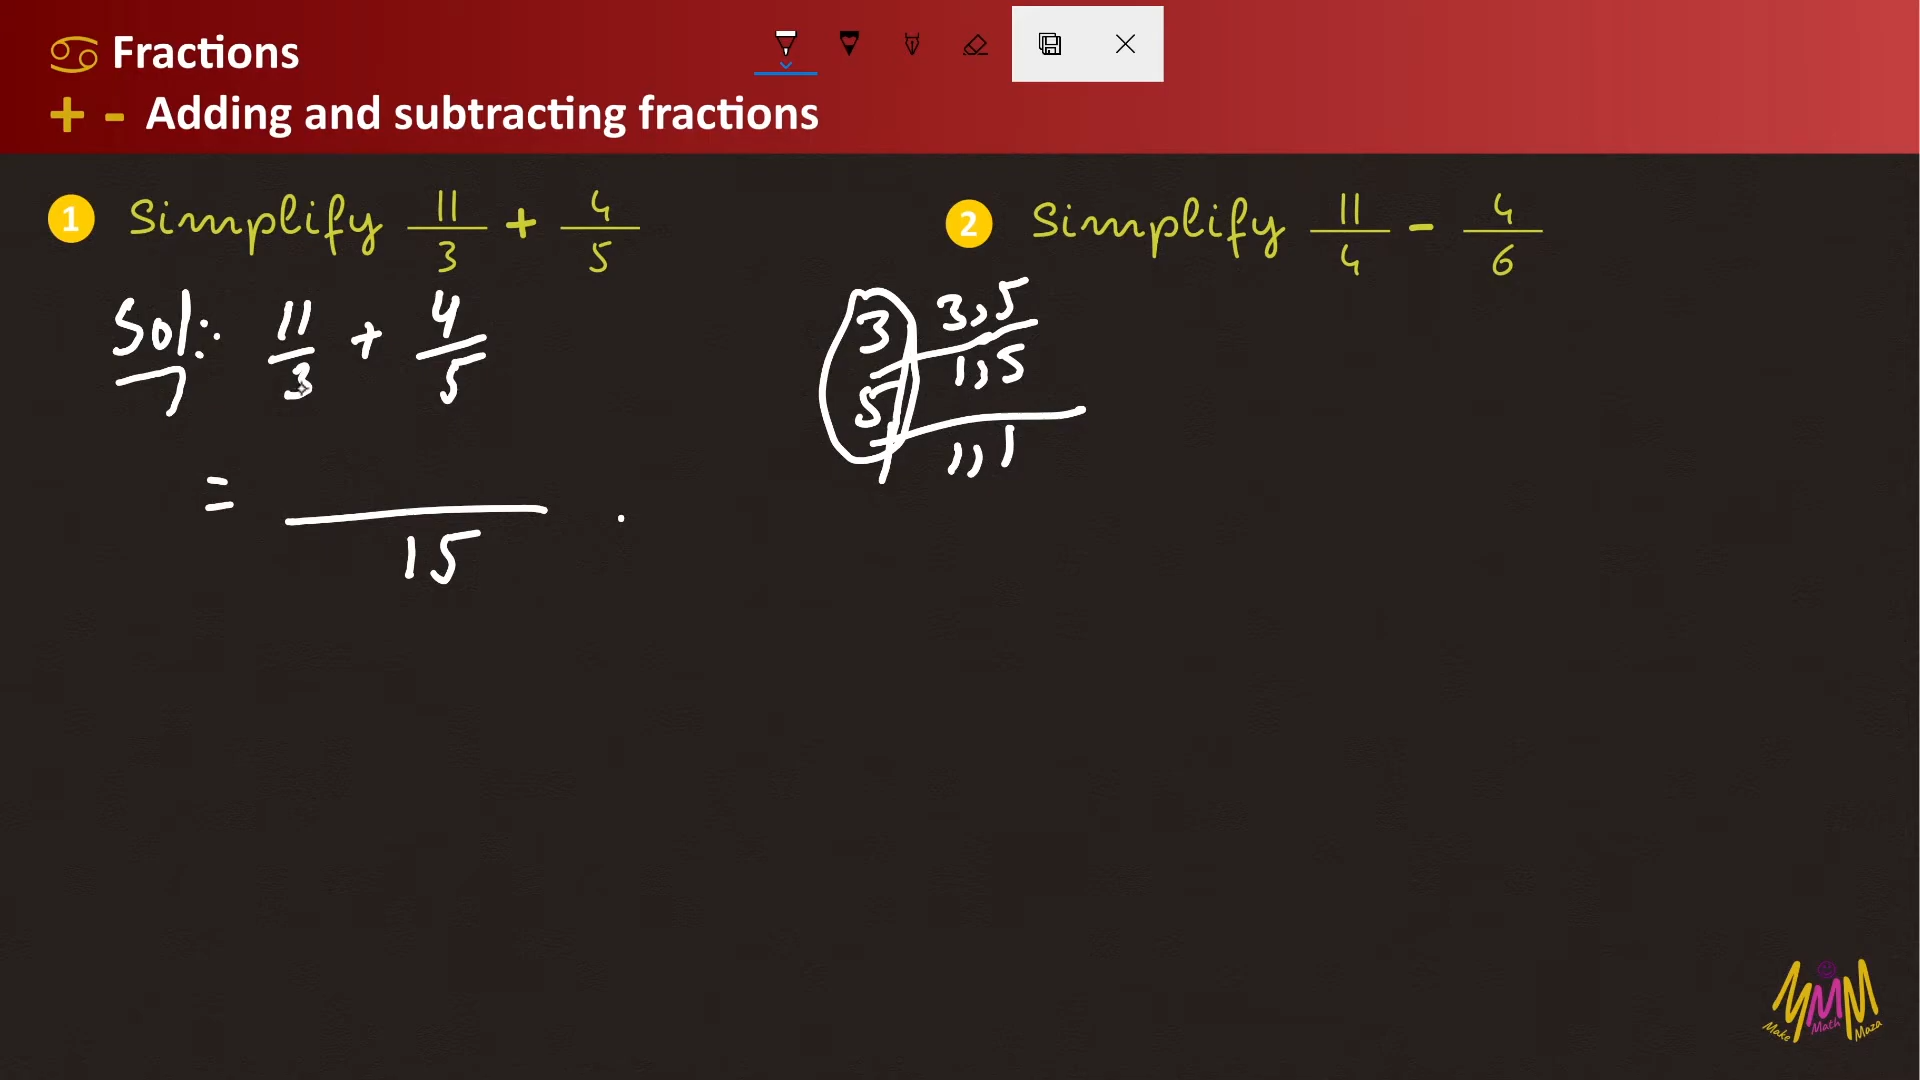 Fractions
+ - Adding and subtracting fractions
1 Simplify 11/3 + 4/5
2 Simplify 11/4 - 4/6
Sol:. 11/3 + 4/5
= /15 .
3 3,5
5 1,5
1,1
Make Math Maza